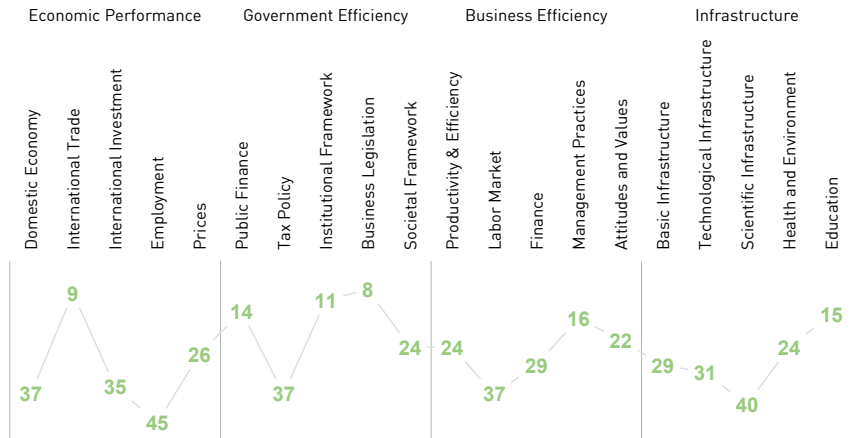 Economic Performance
Government Efficiency
Business Efficiency
Infrastructure
Domestic Economy
International Trade
International Investment
Employment
Prices
Public Finance
Tax Policy
Institutional Framework
Business Legislation
Societal Framework
Productivity & Efficiency
Labor Market
Finance
Management Practices
Attitudes and Values
Basic Infrastructure
Technological Infrastructure
Scientific Infrastructure
Health and Environment
Education
37
9
35
45
26
14
37
11
8
24
24
37
29
16
22
29
31
40
24
15